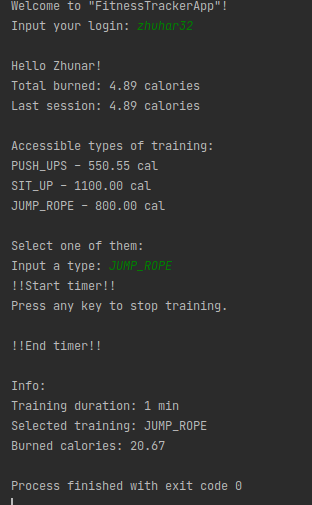 Welcome to "FitnessTrackerApp"!
Input your login: zhuhar32
Hello Zhunar!
Total burned: 4.89 calories
Last session: 4.89 calories
Accessible types of training:
PUSH_UPS – 550.55 cal
SIT_UP – 1100.00 cal
JUMP_ROPE – 800.00 cal
Select one of them:
Input a type: JUMP_ROPE
!!Start timer!!
Press any key to stop training.
!!End timer!!
Info:
Training duration: 1 min
Selected training: JUMP_ROPE
Burned calories: 20.67
Process finished with exit code 0